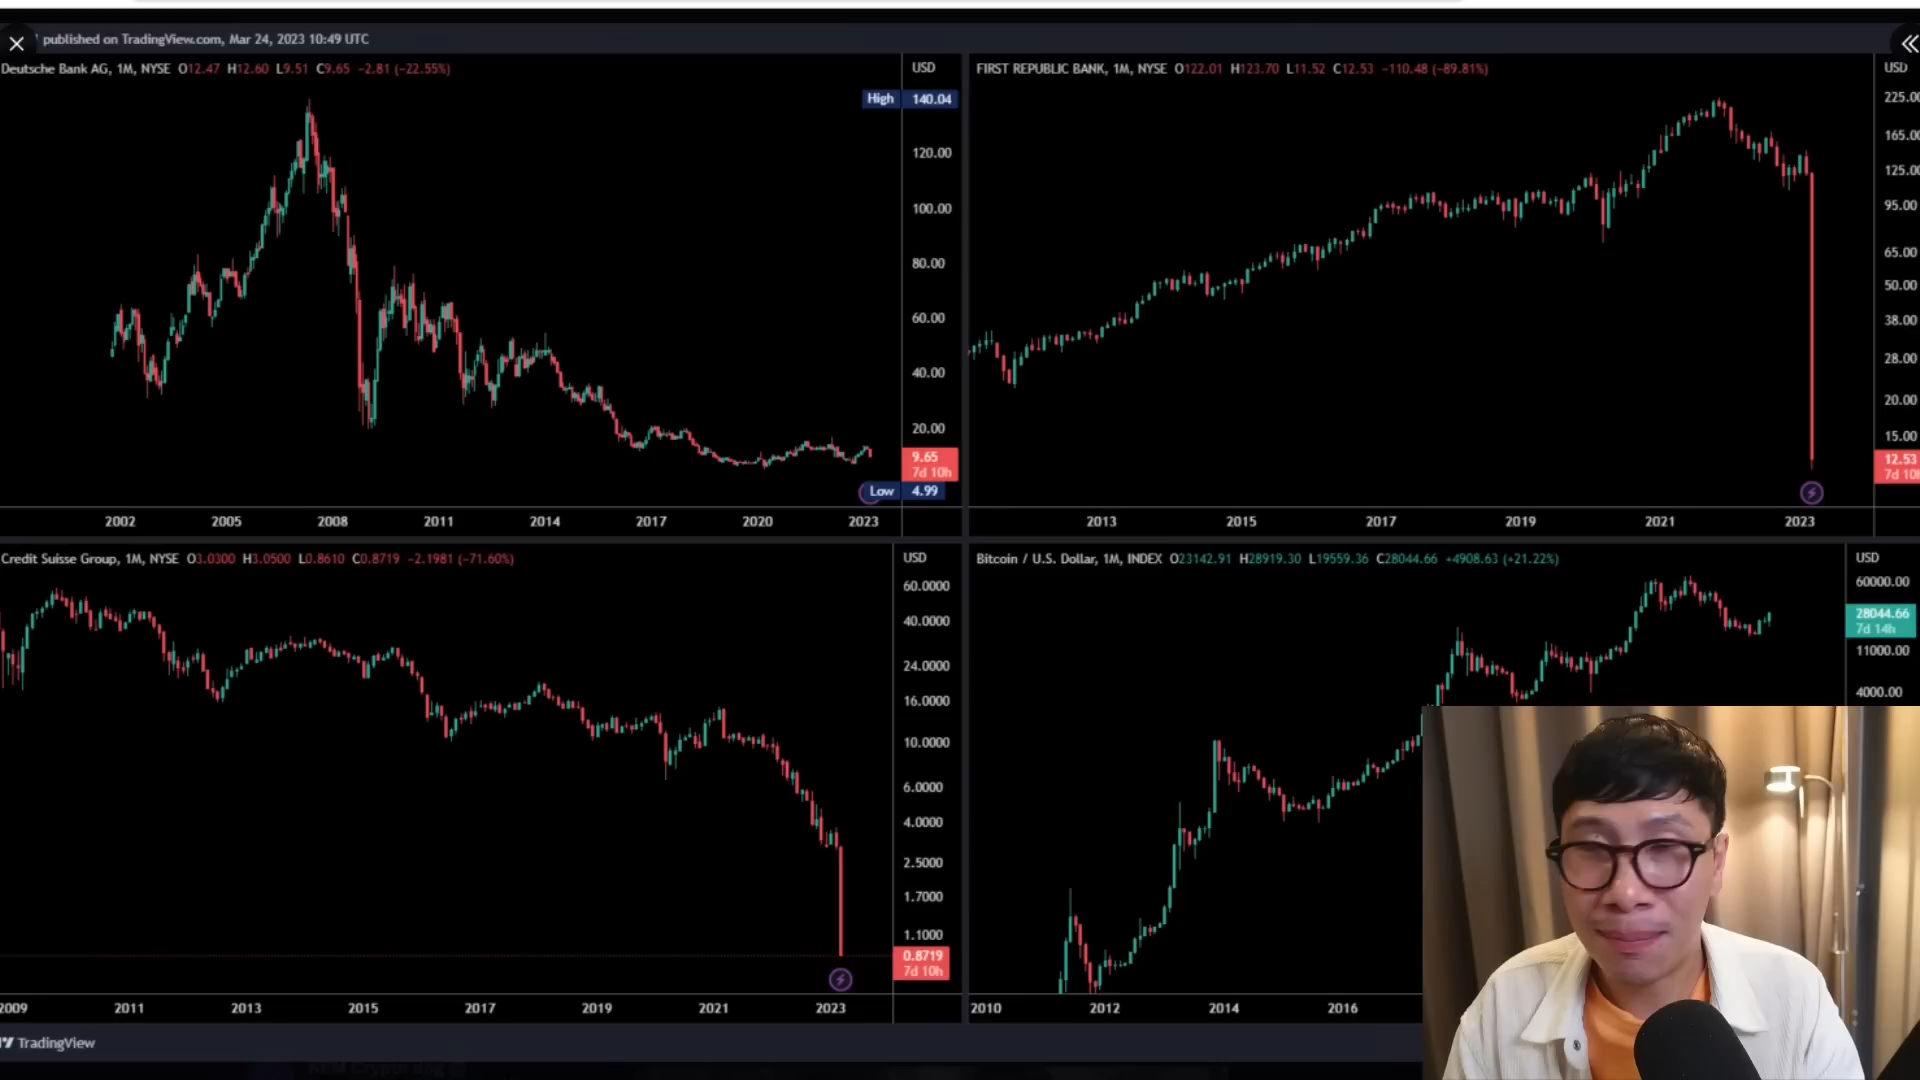 published on TradingView.com, Mar 24, 2023 10:49 UTC
Deutsche Bank AG, 1M, NYSE O12.47 H12.60 L9.51 C9.65 −2.81 (−22.55%)
USD
High 140.04
120.00
100.00
80.00
60.00
40.00
20.00
9.65
7d 10h
Low 4.99
2002 2005 2008 2011 2014 2017 2020 2023
FIRST REPUBLIC BANK, 1M, NYSE O122.01 H123.70 L11.52 C12.53 −110.48 (−89.81%)
USD
225.00
165.00
125.00
95.00
65.00
50.00
38.00
28.00
20.00
15.00
12.53
7d 10h
2013 2015 2017 2019 2021 2023
Credit Suisse Group, 1M, NYSE O3.0300 H3.0500 L0.8610 C0.8719 −2.1981 (−71.60%)
USD
60.0000
40.0000
24.0000
16.0000
10.0000
6.0000
4.0000
2.5000
1.7000
1.1000
0.8719
7d 10h
2009 2011 2013 2015 2017 2019 2021 2023
Bitcoin / U.S. Dollar, 1M, INDEX O23142.91 H28919.30 L19559.36 C28044.66 +4908.63 (+21.22%)
USD
60000.00
28044.66
7d 14h
11000.00
4000.00
2010 2012 2014 2016
TradingView